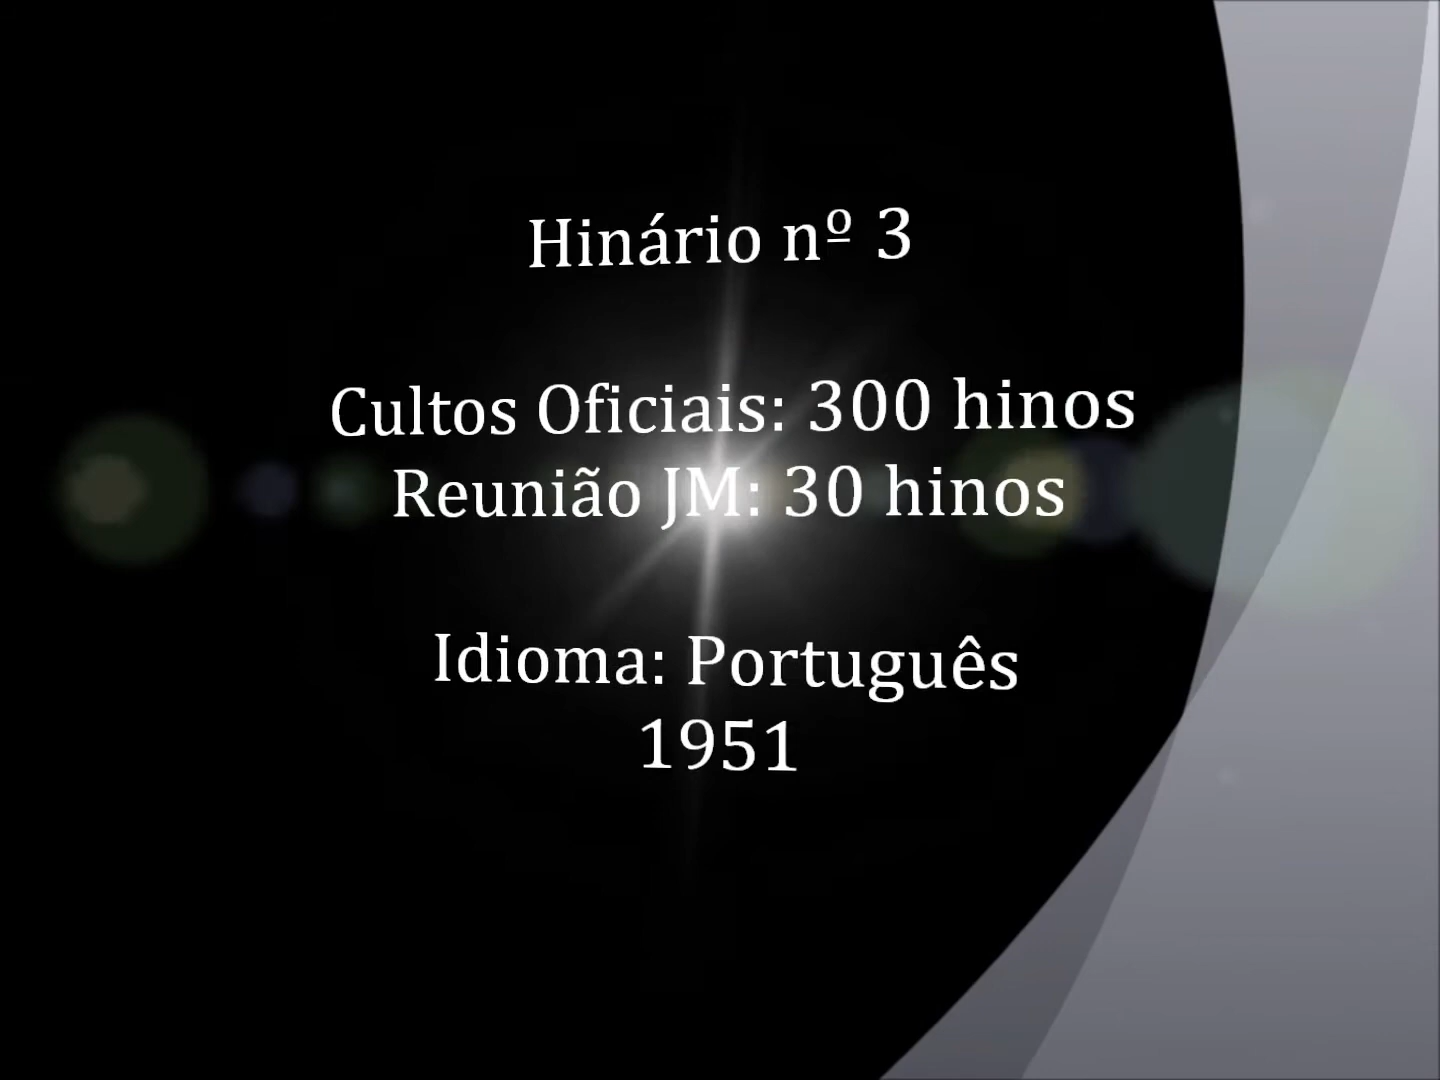 Hinário nº 3
Cultos Oficiais: 300 hinos
Reunião JM: 30 hinos
Idioma: Português
1951